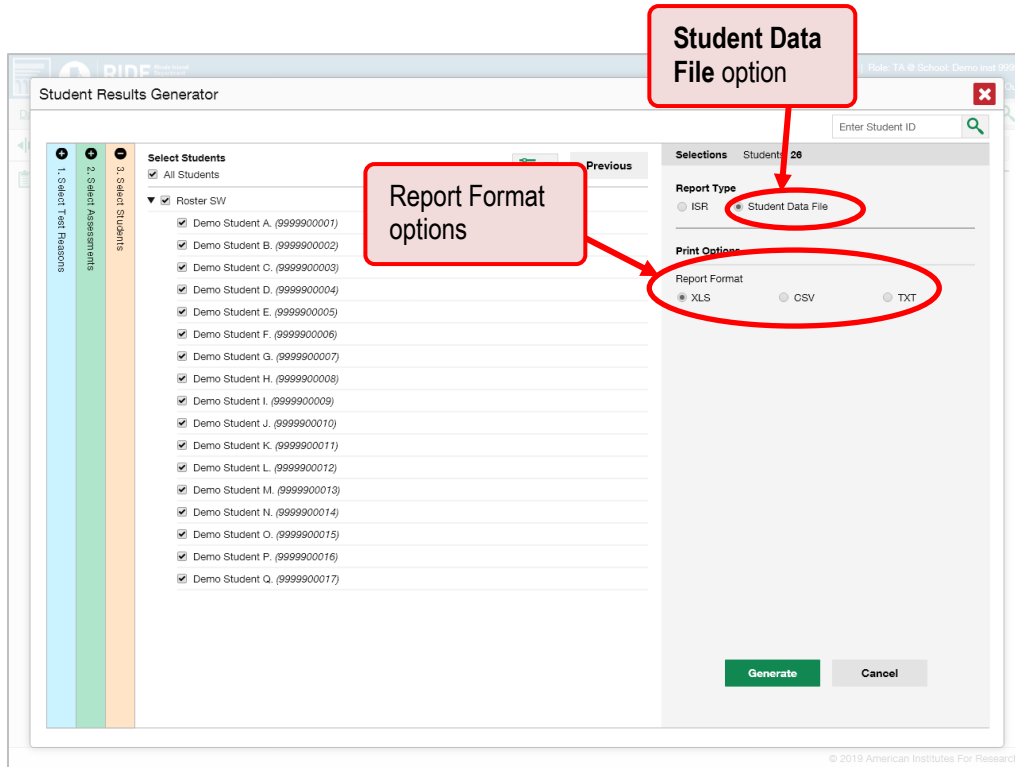 Student Data
File option
RIDE
Role: TA @ School: Demo inst 999
Student Results Generator
Enter Student ID
1. Select Test Reasons
2. Select Assessments
3. Select Students
Select Students
All Students
Previous
Roster SW
Demo Student A. (9999900001)
Demo Student B. (9999900002)
Demo Student C. (9999900003)
Demo Student D. (9999900004)
Demo Student E. (9999900005)
Demo Student F. (9999900006)
Demo Student G. (9999900007)
Demo Student H. (9999900008)
Demo Student I. (9999900009)
Demo Student J. (9999900010)
Demo Student K. (9999900011)
Demo Student L. (9999900012)
Demo Student M. (9999900013)
Demo Student N. (9999900014)
Demo Student O. (9999900015)
Demo Student P. (9999900016)
Demo Student Q. (9999900017)
Report Format
options
Selections Students 26
Report Type
ISR Student Data File
Print Options
Report Format
XLS CSV TXT
Generate Cancel
© 2019 American Institutes For Research